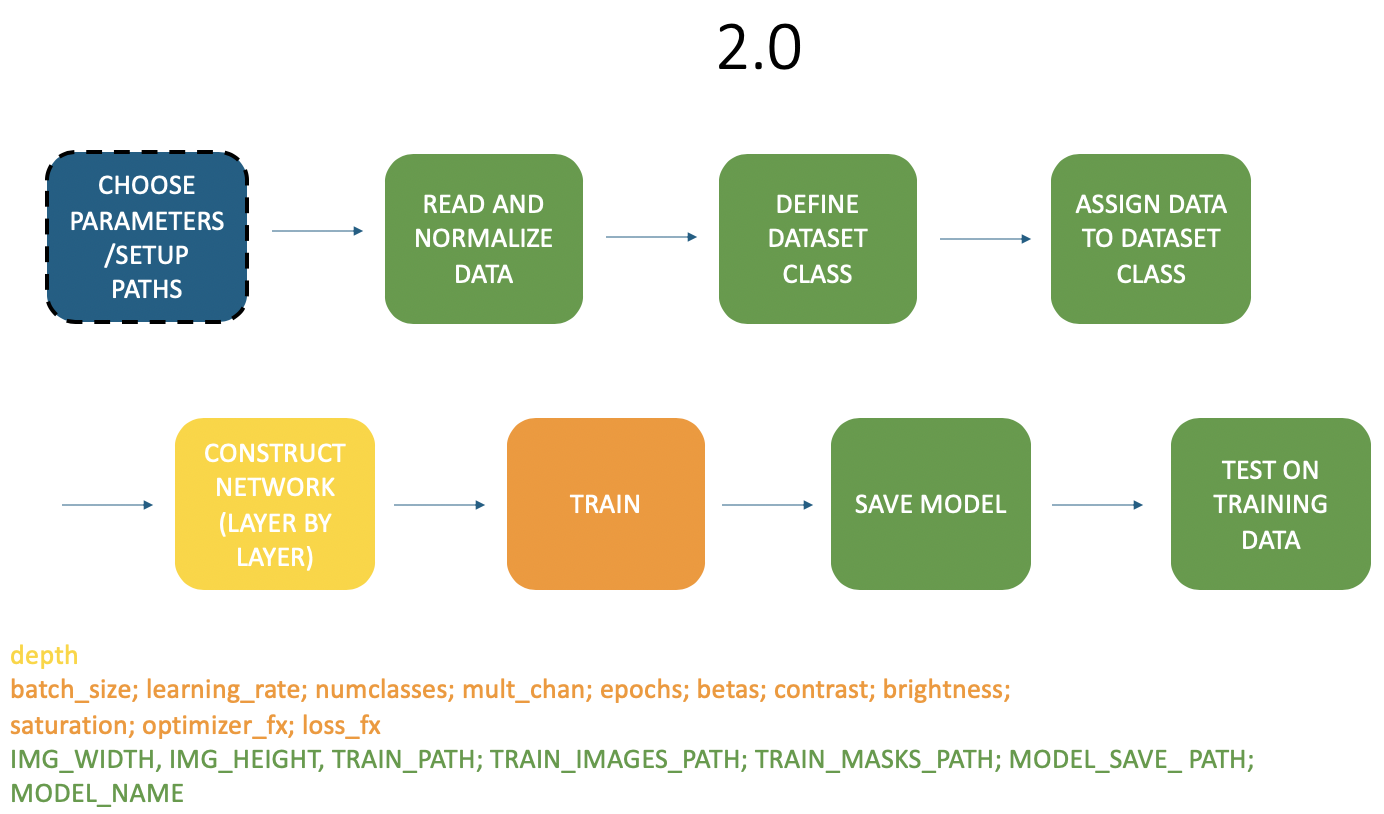 2.0
CHOOSE
PARAMETERS
/SETUP
PATHS
READ AND
NORMALIZE
DATA
DEFINE
DATASET
CLASS
ASSIGN DATA
TO DATASET
CLASS
CONSTRUCT
NETWORK
(LAYER BY
LAYER)
TRAIN
SAVE MODEL
TEST ON
TRAINING
DATA
depth
batch_size; learning_rate; numclasses; mult_chan; epochs; betas; contrast; brightness;
saturation; optimizer_fx; loss_fx
IMG_WIDTH, IMG_HEIGHT, TRAIN_PATH; TRAIN_IMAGES_PATH; TRAIN_MASKS_PATH; MODEL_SAVE_ PATH;
MODEL_NAME